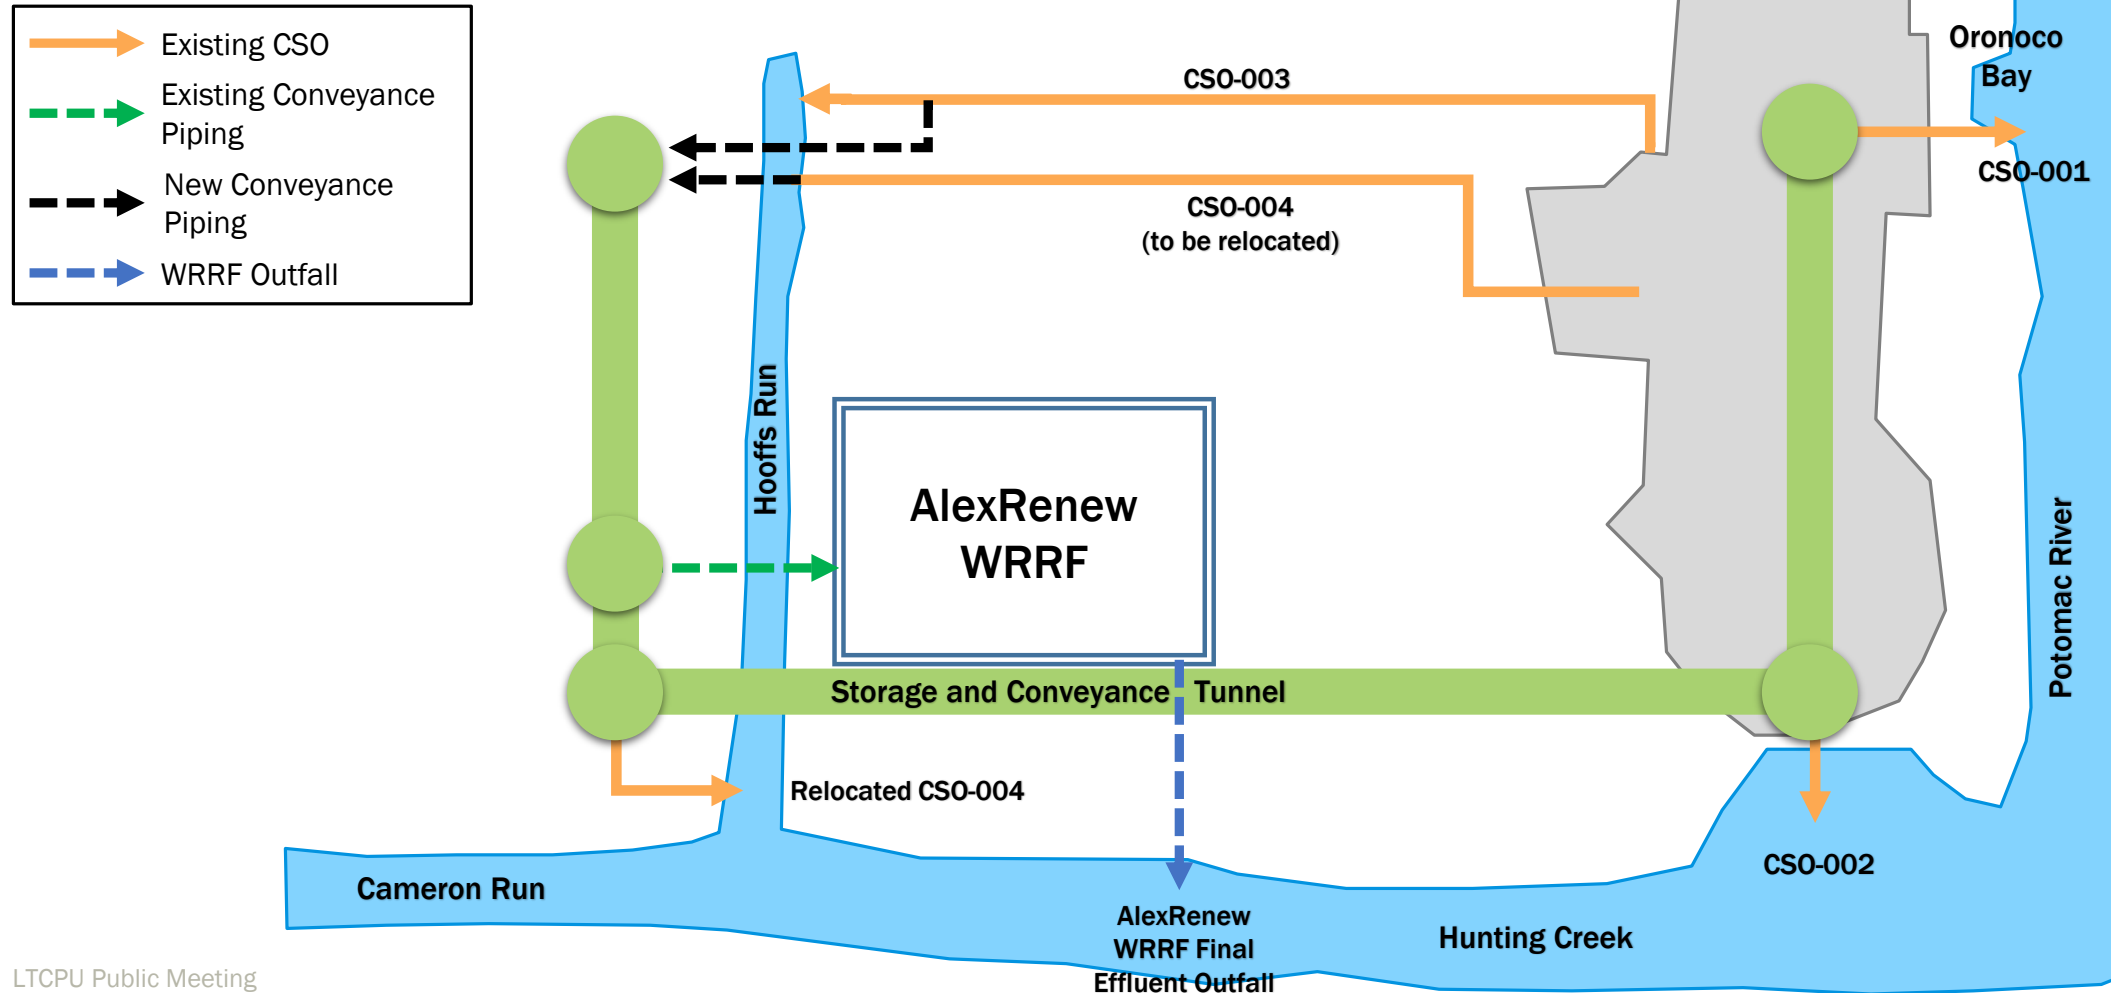 Existing CSO
Existing Conveyance
Piping
New Conveyance
Piping
WRRF Outfall
CSO-003
CSO-004
(to be relocated)
Oronoco
Bay
CSO-001
Hooffs Run
AlexRenew
WRRF
Potomac River
Storage and Conveyance Tunnel
Relocated CSO-004
CSO-002
Cameron Run
AlexRenew
WRRF Final
Effluent Outfall
Hunting Creek
LTCPU Public Meeting